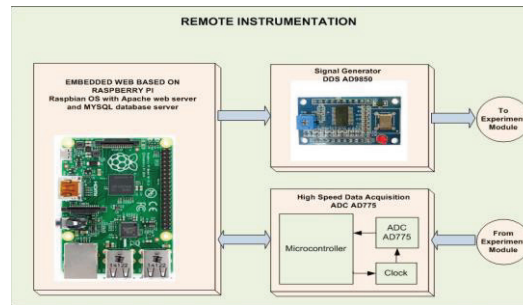 REMOTE INSTRUMENTATION
EMBEDDED WEB BASED ON
RASPBERRY PI
Raspbian OS with Apache web server
and MYSQL database server
Signal Generator
DDS AD9850
To
Experiment
Module
High Speed Data Acquisition
ADC AD775
Microcontroller
ADC
AD775
Clock
From
Experiment
Module